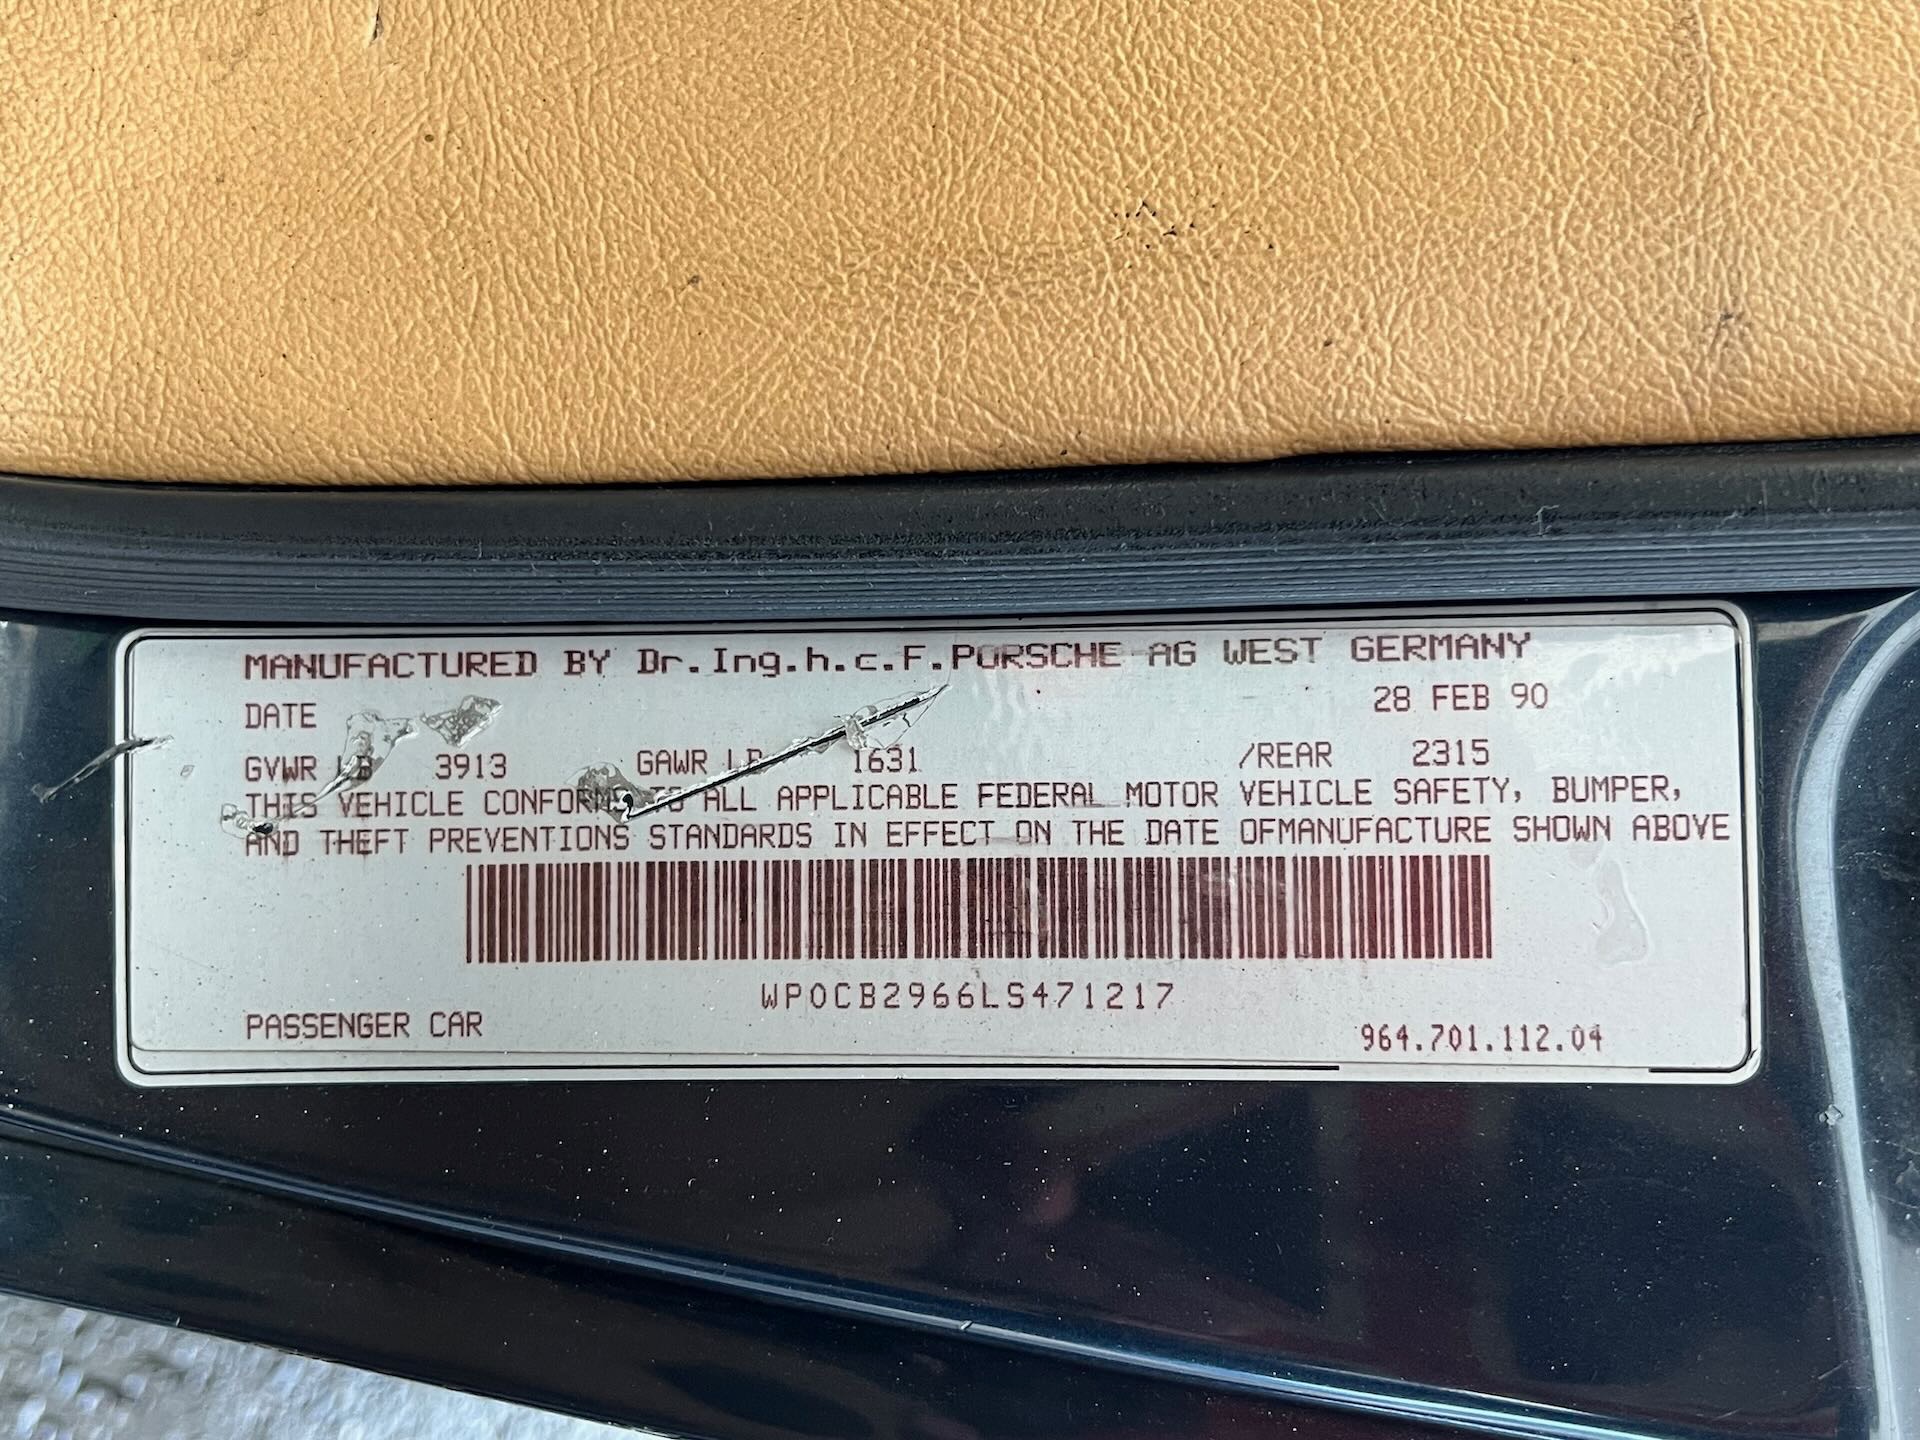 MANUFACTURED BY Dr.Ing.h.c.F.PORSCHE AG WEST GERMANY
DATE 28 FEB 90
GVWR LB 3913 GAWR LB 1631 /REAR 2315
THIS VEHICLE CONFORMS TO ALL APPLICABLE FEDERAL MOTOR VEHICLE SAFETY, BUMPER,
AND THEFT PREVENTIONS STANDARDS IN EFFECT ON THE DATE OFMANUFACTURE SHOWN ABOVE
WP0CB2966LS471217
PASSENGER CAR 964.701.112.04